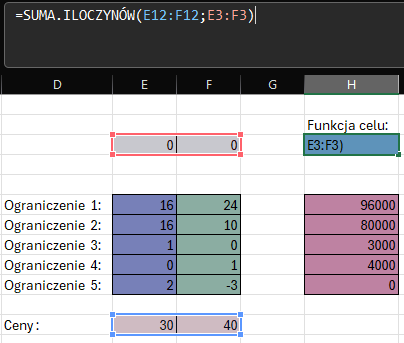 =SUMA.ILOCZYNÓW(E12:F12;E3:F3)
D E F G H
Funkcja celu:
0 0 E3:F3)
Ograniczenie 1: 16 24 96000
Ograniczenie 2: 16 10 80000
Ograniczenie 3: 1 0 3000
Ograniczenie 4: 0 1 4000
Ograniczenie 5: 2 -3 0
Ceny: 30 40